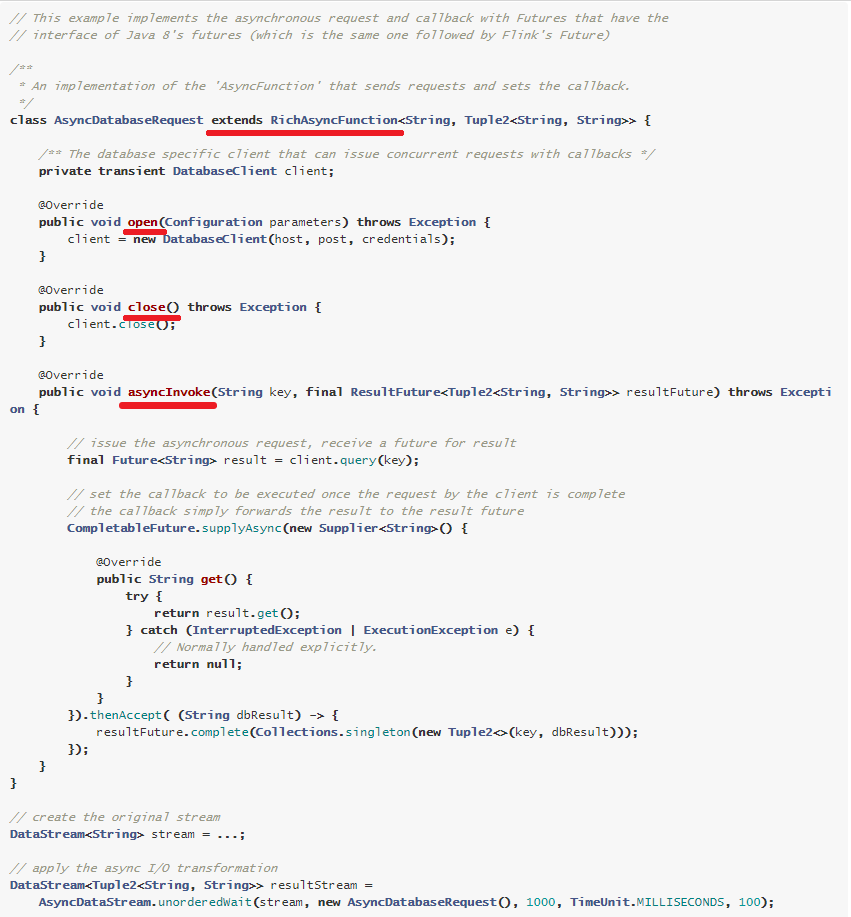 // This example implements the asynchronous request and callback with Futures that have the
// interface of Java 8's futures (which is the same one followed by Flink's Future)
/**
* An implementation of the 'AsyncFunction' that sends requests and sets the callback.
*/
class AsyncDatabaseRequest extends RichAsyncFunction<String, Tuple2<String, String>> {
/** The database specific client that can issue concurrent requests with callbacks */
private transient DatabaseClient client;
@Override
public void open(Configuration parameters) throws Exception {
client = new DatabaseClient(host, post, credentials);
}
@Override
public void close() throws Exception {
client.close();
}
@Override
public void asyncInvoke(String key, final ResultFuture<Tuple2<String, String>> resultFuture) throws Excepti
on {
// issue the asynchronous request, receive a future for result
final Future<String> result = client.query(key);
// set the callback to be executed once the request by the client is complete
// the callback simply forwards the result to the result future
CompletableFuture.supplyAsync(new Supplier<String>() {
@Override
public String get() {
try {
return result.get();
} catch (InterruptedException | ExecutionException e) {
// Normally handled explicitly.
return null;
}
}
}).thenAccept( (String dbResult) -> {
resultFuture.complete(Collections.singleton(new Tuple2<>(key, dbResult)));
});
}
}
// create the original stream
DataStream<String> stream = ...;
// apply the async I/O transformation
DataStream<Tuple2<String, String>> resultStream =
AsyncDataStream.unorderedWait(stream, new AsyncDatabaseRequest(), 1000, TimeUnit.MILLISECONDS, 100);